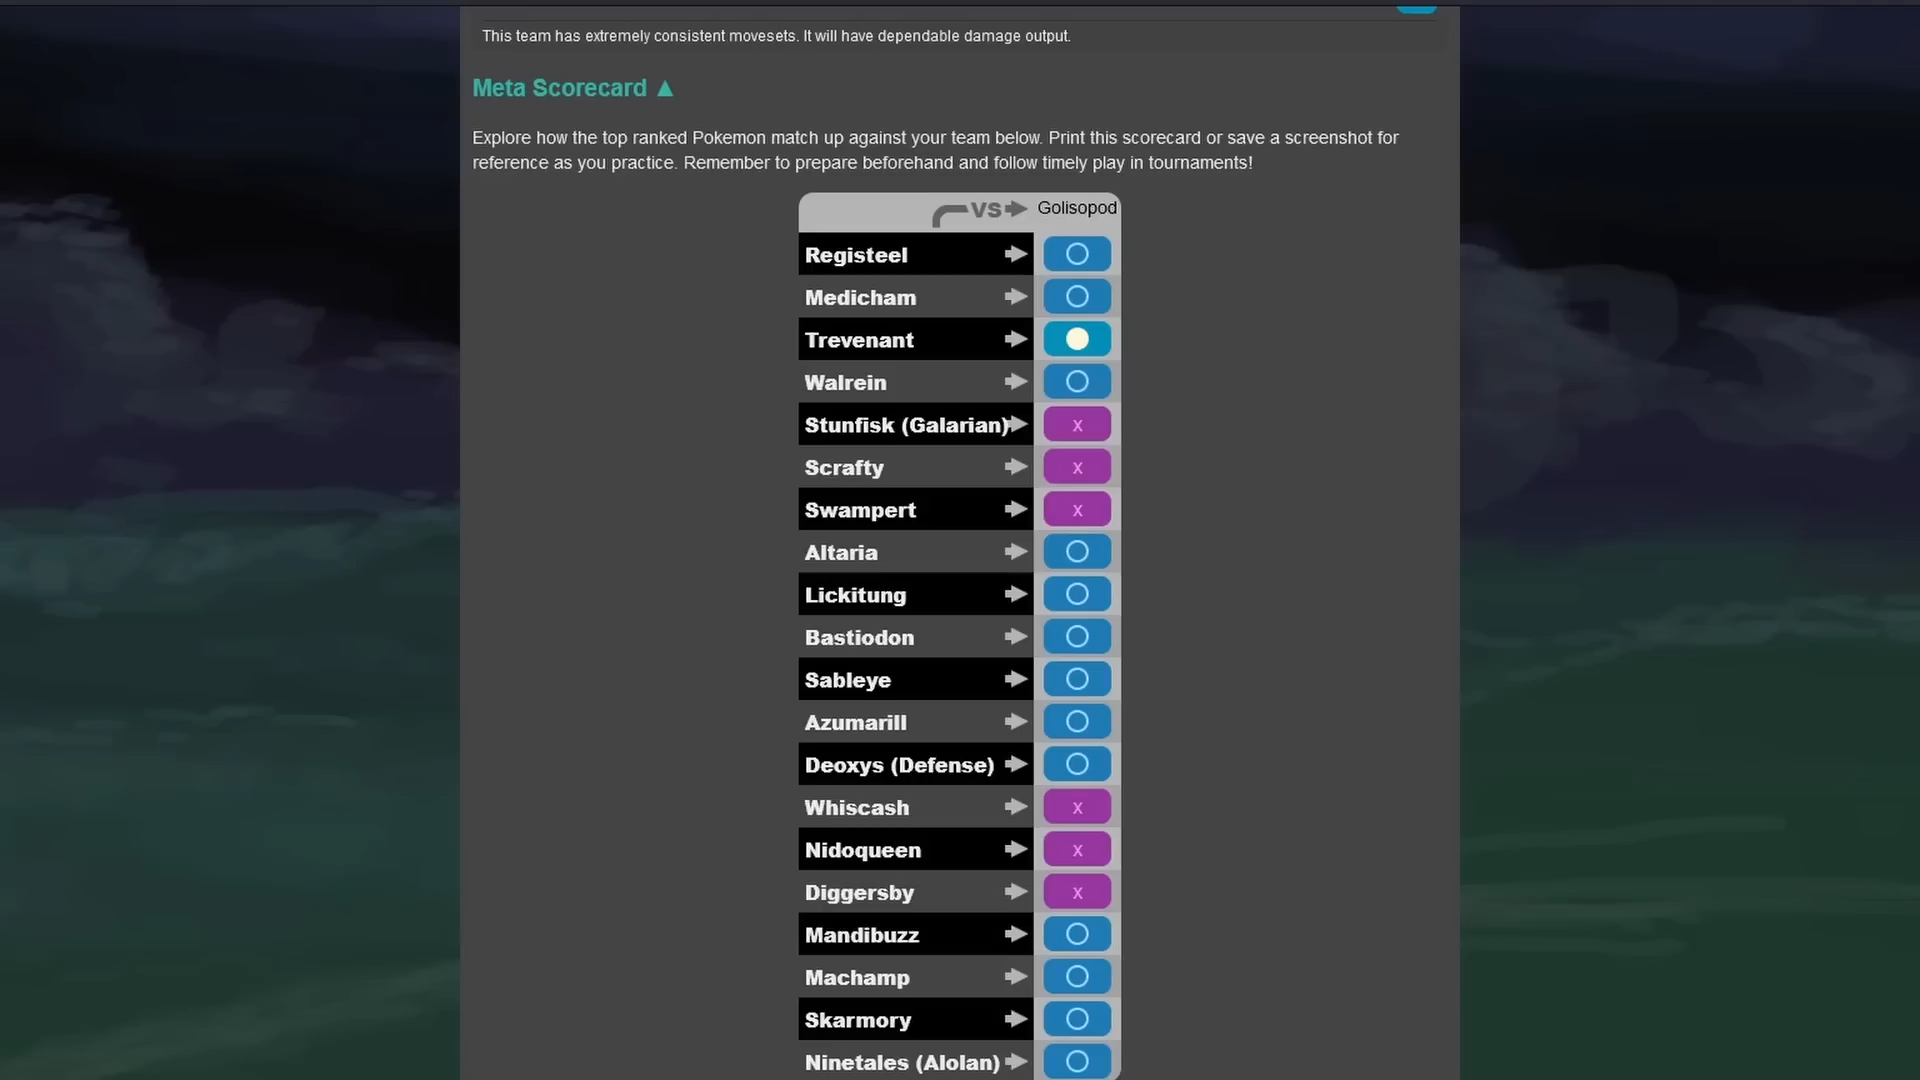 This team has extremely consistent movesets. It will have dependable damage output.
Meta Scorecard ▲
Explore how the top ranked Pokemon match up against your team below. Print this scorecard or save a screenshot for
reference as you practice. Remember to prepare beforehand and follow timely play in tournaments!
VS Golisopod
Registeel
Medicham
Trevenant
Walrein
Stunfisk (Galarian) x
Scrafty x
Swampert x
Altaria
Lickitung
Bastiodon
Sableye
Azumarill
Deoxys (Defense)
Whiscash x
Nidoqueen x
Diggersby x
Mandibuzz
Machamp
Skarmory
Ninetales (Alolan)